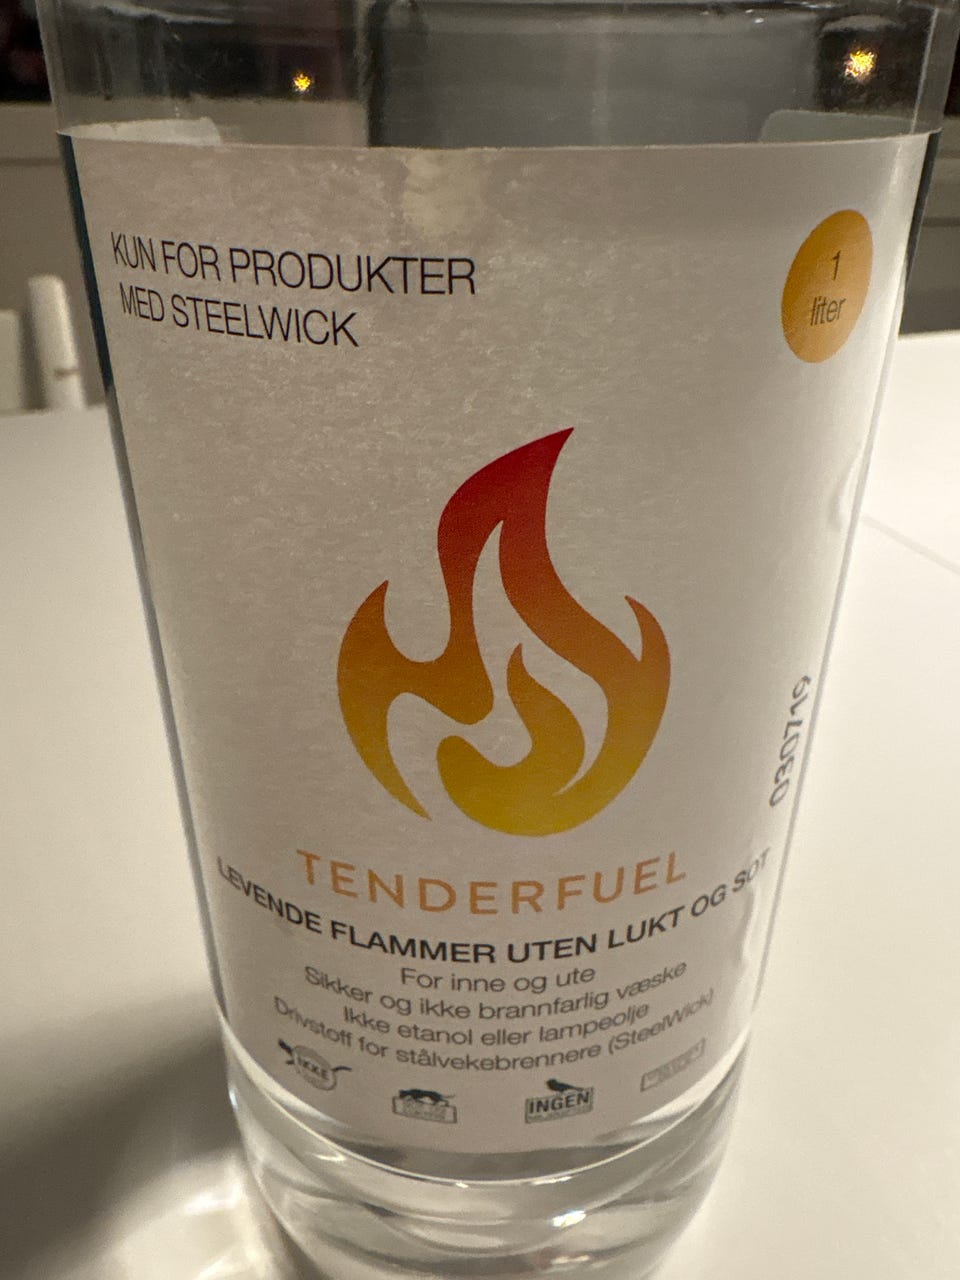 KUN FOR PRODUKTER
MED STEELWICK
1
liter
030719
TENDERFUEL
LEVENDE FLAMMER UTEN LUKT OG SOT
For inne og ute
Sikker og ikke brannfarlig væske
Ikke etanol eller lampeolje
Drivstoff for stålvekebrennere (SteelWick)
IKKE
INGEN